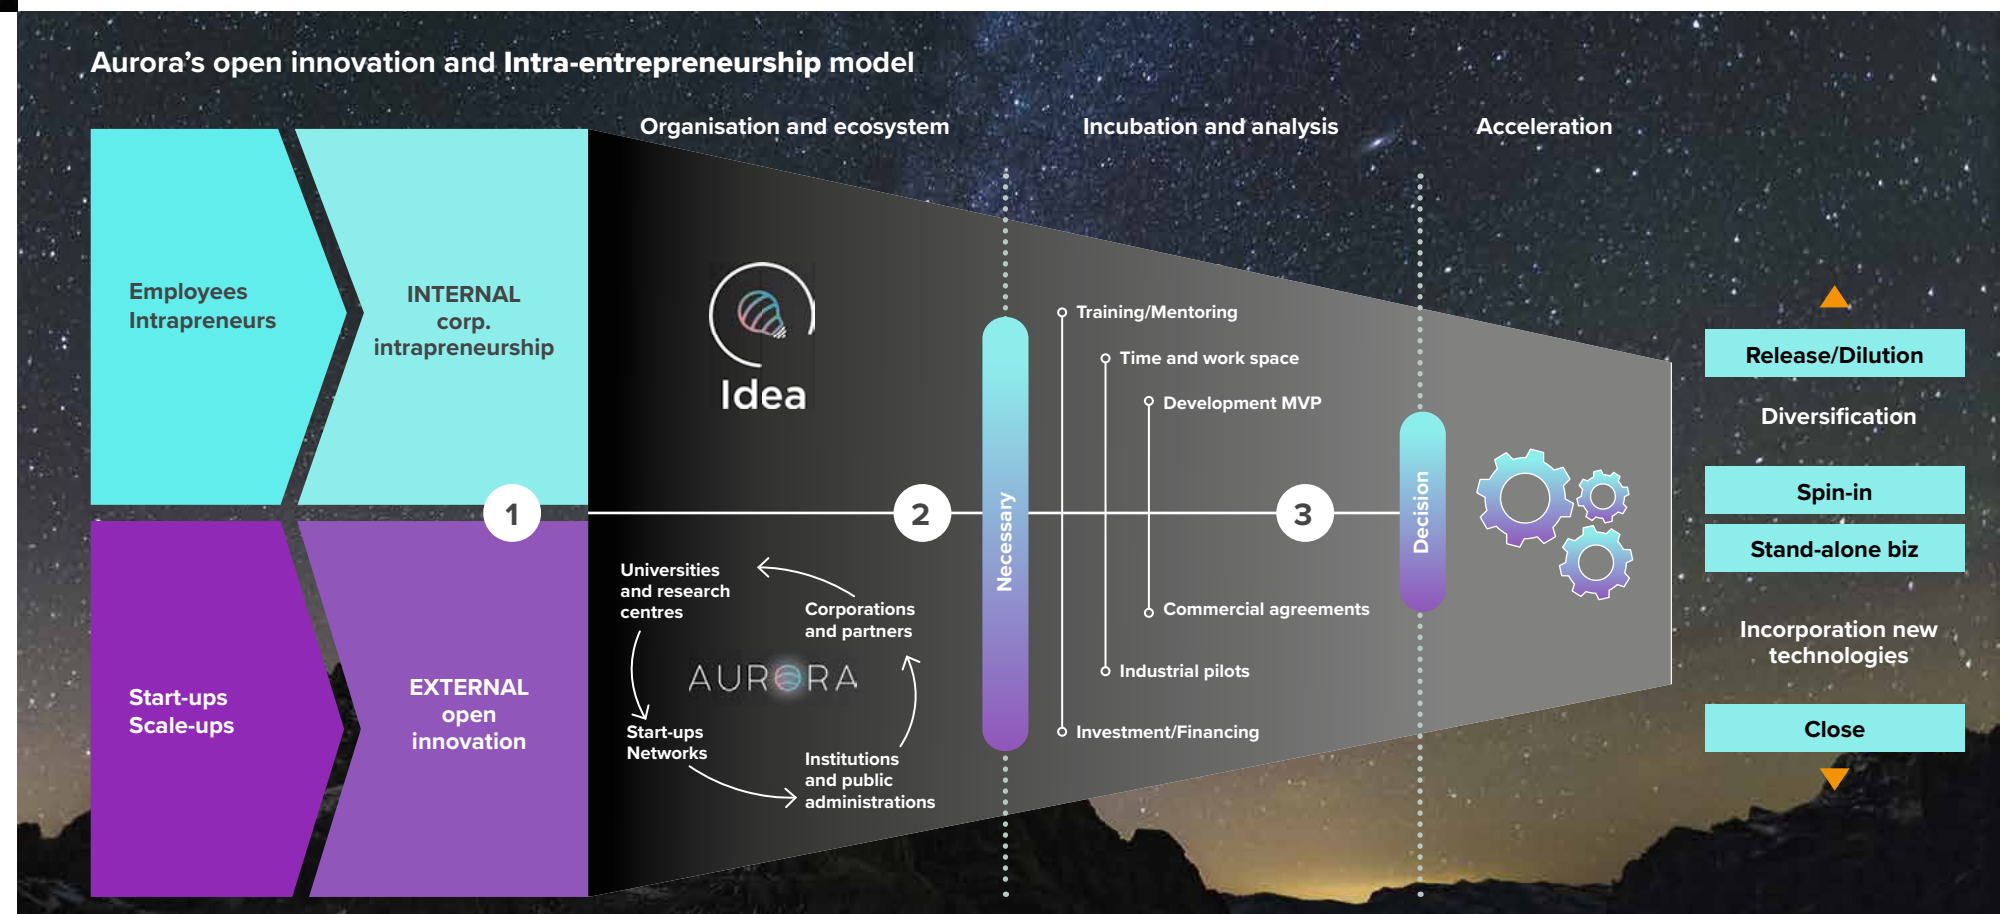 Aurora's open innovation and Intra-entrepreneurship model
Organisation and ecosystem
Incubation and analysis
Acceleration
Employees
Intrapreneurs
INTERNAL
corp.
intrapreneurship
Start-ups
Scale-ups
EXTERNAL
open
innovation
1
Idea
Universities
and research
centres
Corporations
and partners
AURORA
Start-ups
Networks
Institutions
and public
administrations
2
Necessary
Training/Mentoring
Time and work space
Development MVP
3
Commercial agreements
Industrial pilots
Investment/Financing
Decision
Release/Dilution
Diversification
Spin-in
Stand-alone biz
Incorporation new
technologies
Close